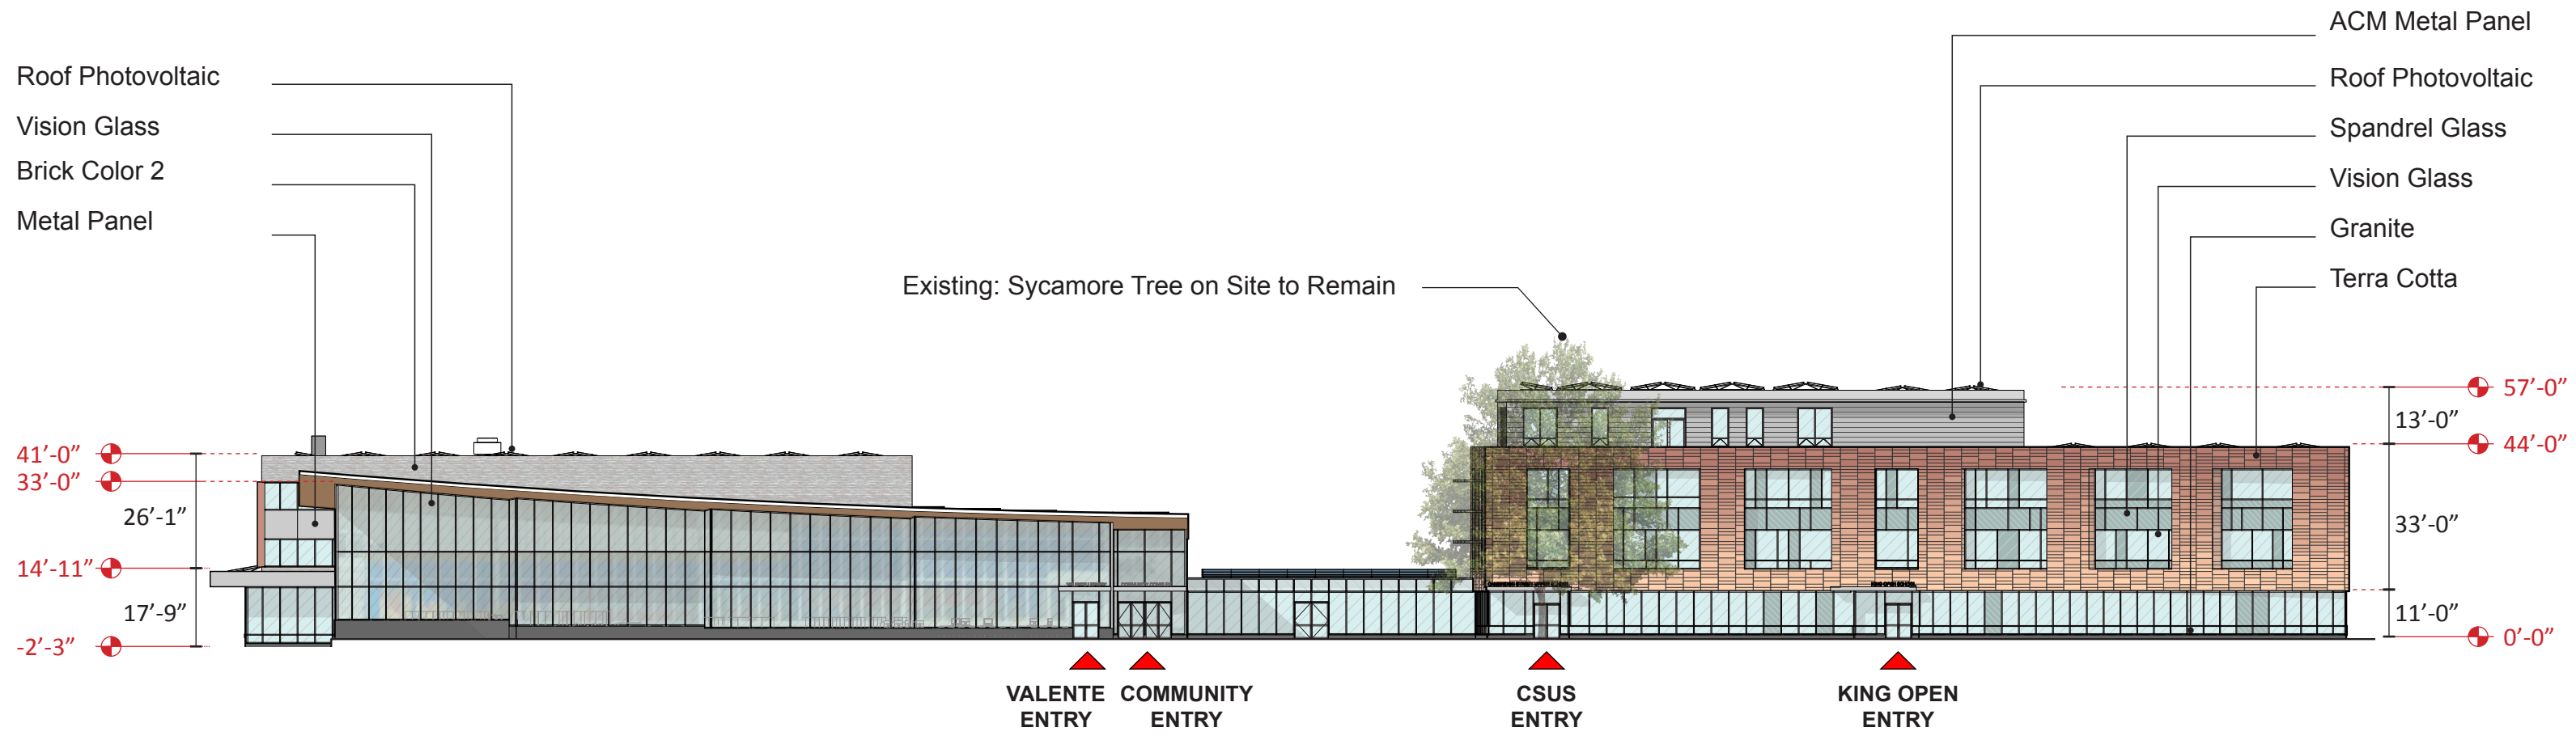 Roof Photovoltaic
Vision Glass
Brick Color 2
Metal Panel
41’-0”
33’-0”
26’-1”
14’-11”
17’-9”
-2’-3”
Existing: Sycamore Tree on Site to Remain
ACM Metal Panel
Roof Photovoltaic
Spandrel Glass
Vision Glass
Granite
Terra Cotta
57’-0”
13’-0”
44’-0”
33’-0”
11’-0”
0’-0”
VALENTE
ENTRY
COMMUNITY
ENTRY
CSUS
ENTRY
KING OPEN
ENTRY